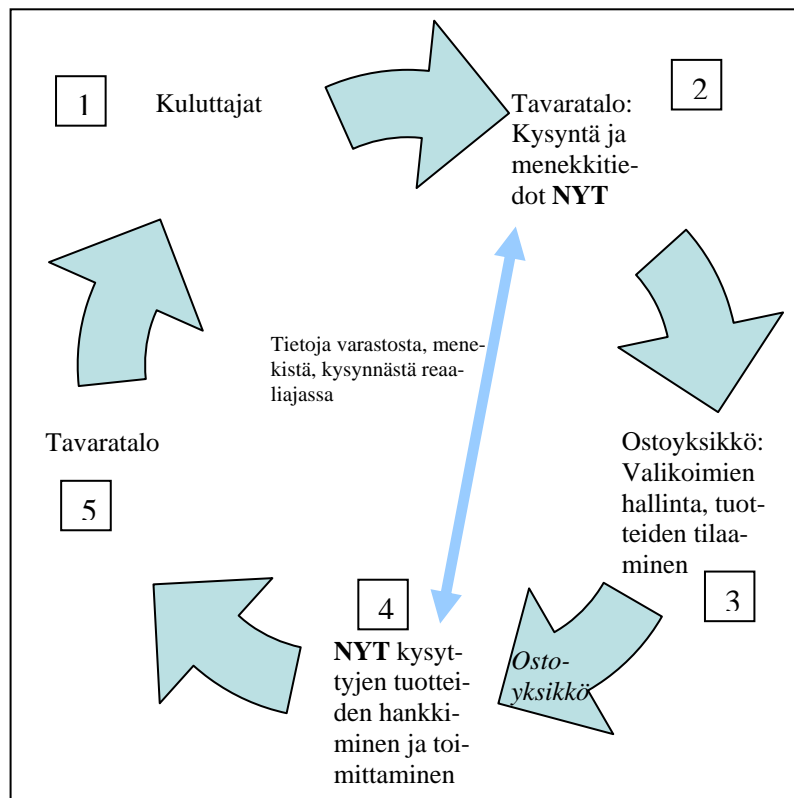 1
Kuluttajat
Tavaratalo:
Kysyntä ja
menekkitie-
dot NYT
2
Tietoja varastosta, mene-
kistä, kysynnästä reaa-
liajassa
Ostoyksikkö:
Valikoimien
hallinta, tuot-
teiden tilaa-
minen
3
Osto-
yksikkö
4
NYT kysyt-
tyjen tuottei-
den hankki-
minen ja toi-
mittaminen
Tavaratalo
5